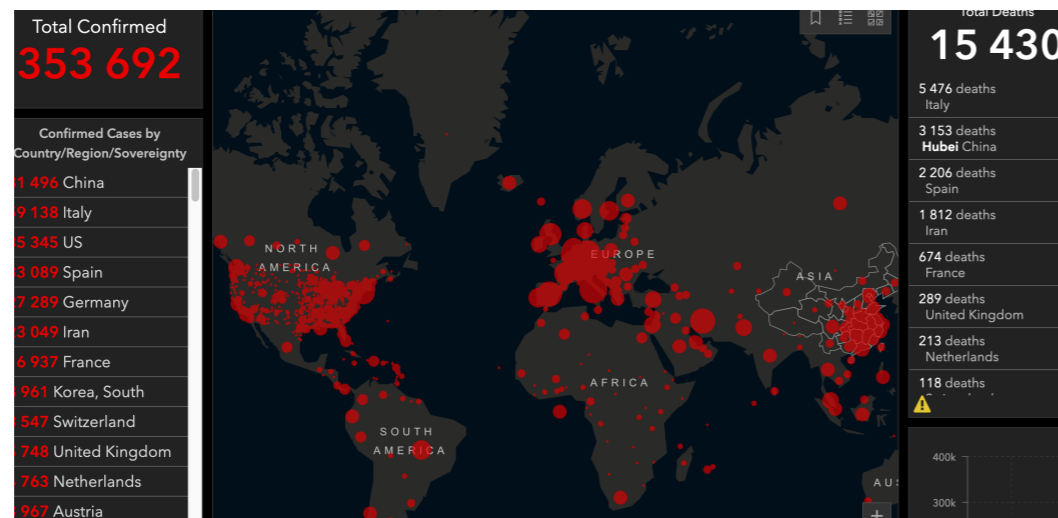 Total Confirmed
353 692
Confirmed Cases by
Country/Region/Sovereignty
1 496 China
9 138 Italy
5 345 US
3 089 Spain
7 289 Germany
3 049 Iran
6 937 France
961 Korea, South
547 Switzerland
748 United Kingdom
763 Netherlands
967 Austria
NORTH
AMERICA
EUROPE
ASIA
AFRICA
SOUTH
AMERICA
AUS
Total Deaths
15 430
5 476 deaths
Italy
3 153 deaths
Hubei China
2 206 deaths
Spain
1 812 deaths
Iran
674 deaths
France
289 deaths
United Kingdom
213 deaths
Netherlands
118 deaths
400k
300k